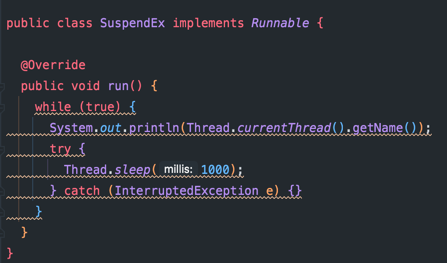 public class SuspendEx implements Runnable {
@Override
public void run() {
while (true) {
System.out.println(Thread.currentThread().getName());
try {
Thread.sleep( millis: 1000);
} catch (InterruptedException e) {}
}
}
}